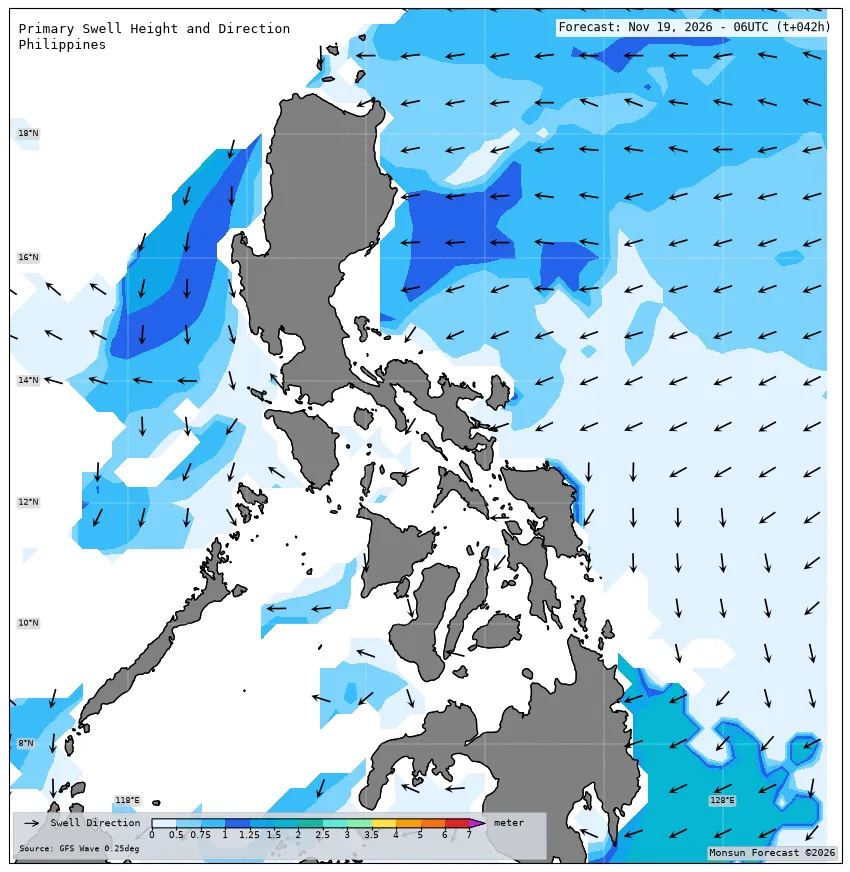 Primary Swell Height and Direction
Philippines
Forecast: Nov 19, 2026 - 06UTC (t+042h)
18°N
16°N
14°N
12°N
10°N
8°N
118°E
128°E
Swell Direction
meter
0 0.5 0.75 1 1.25 1.5 2 2.5 3 3.5 4 5 6 7
Source: GFS Wave 0.25deg
Monsun Forecast ©2026